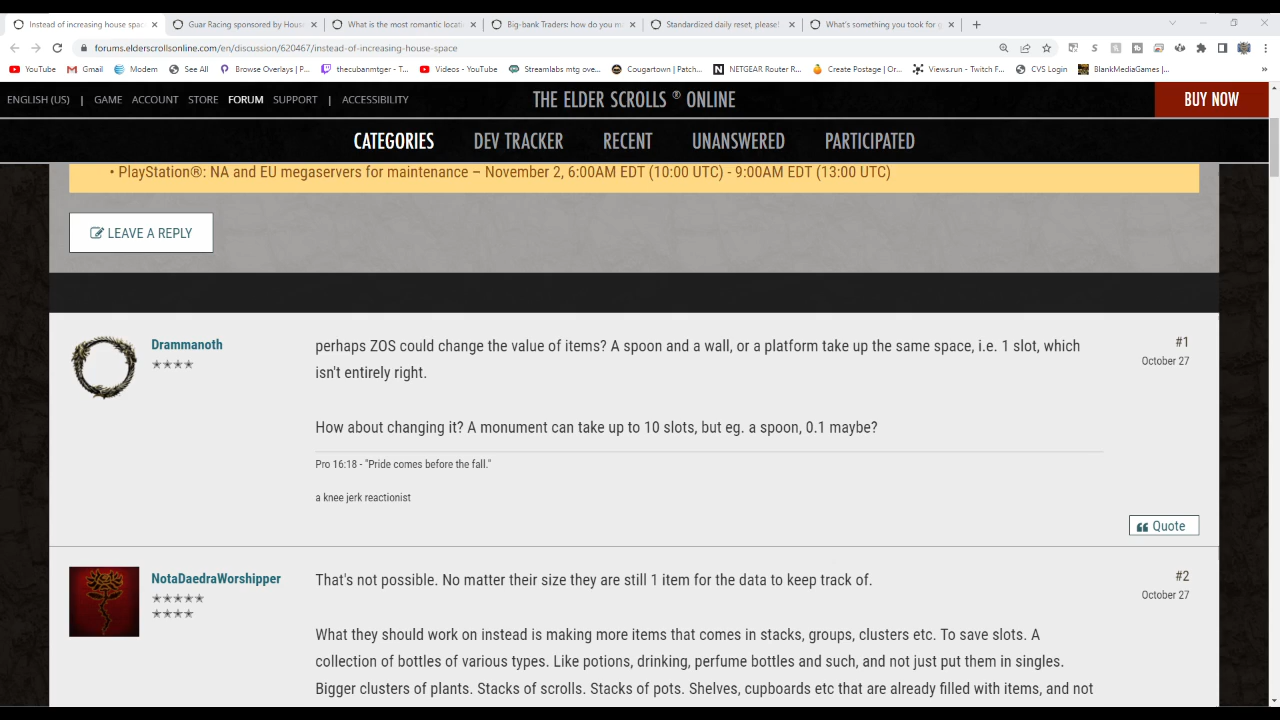 Instead of increasing house spac
Guar Racing sponsored by Hous
What is the most romantic locati
Big-bank Traders: how do you m
Standardized daily reset, please!
What's something you took for g
forums.elderscrollsonline.com/en/discussion/620467/instead-of-increasing-house-space
YouTube
Gmail
Modem
See All
Browse Overlays | P...
thecubanmtger - T...
Videos - YouTube
Streamlabs mtg ove...
Cougartown | Patch...
NETGEAR Router R...
Create Postage | Or...
Views.run - Twitch F...
CVS Login
BlankMediaGames |...
»
ENGLISH (US) | GAME ACCOUNT STORE FORUM SUPPORT | ACCESSIBILITY
THE ELDER SCROLLS ® ONLINE
BUY NOW
CATEGORIES DEV TRACKER RECENT UNANSWERED PARTICIPATED
• PlayStation®: NA and EU megaservers for maintenance – November 2, 6:00AM EDT (10:00 UTC) - 9:00AM EDT (13:00 UTC)
LEAVE A REPLY
Drammanoth
#1
October 27
perhaps ZOS could change the value of items? A spoon and a wall, or a platform take up the same space, i.e. 1 slot, which
isn't entirely right.
How about changing it? A monument can take up to 10 slots, but eg. a spoon, 0.1 maybe?
Pro 16:18 - "Pride comes before the fall."
a knee jerk reactionist
Quote
NotaDaedraWorshipper
#2
October 27
That's not possible. No matter their size they are still 1 item for the data to keep track of.
What they should work on instead is making more items that comes in stacks, groups, clusters etc. To save slots. A
collection of bottles of various types. Like potions, drinking, perfume bottles and such, and not just put them in singles.
Bigger clusters of plants. Stacks of scrolls. Stacks of pots. Shelves, cupboards etc that are already filled with items, and not